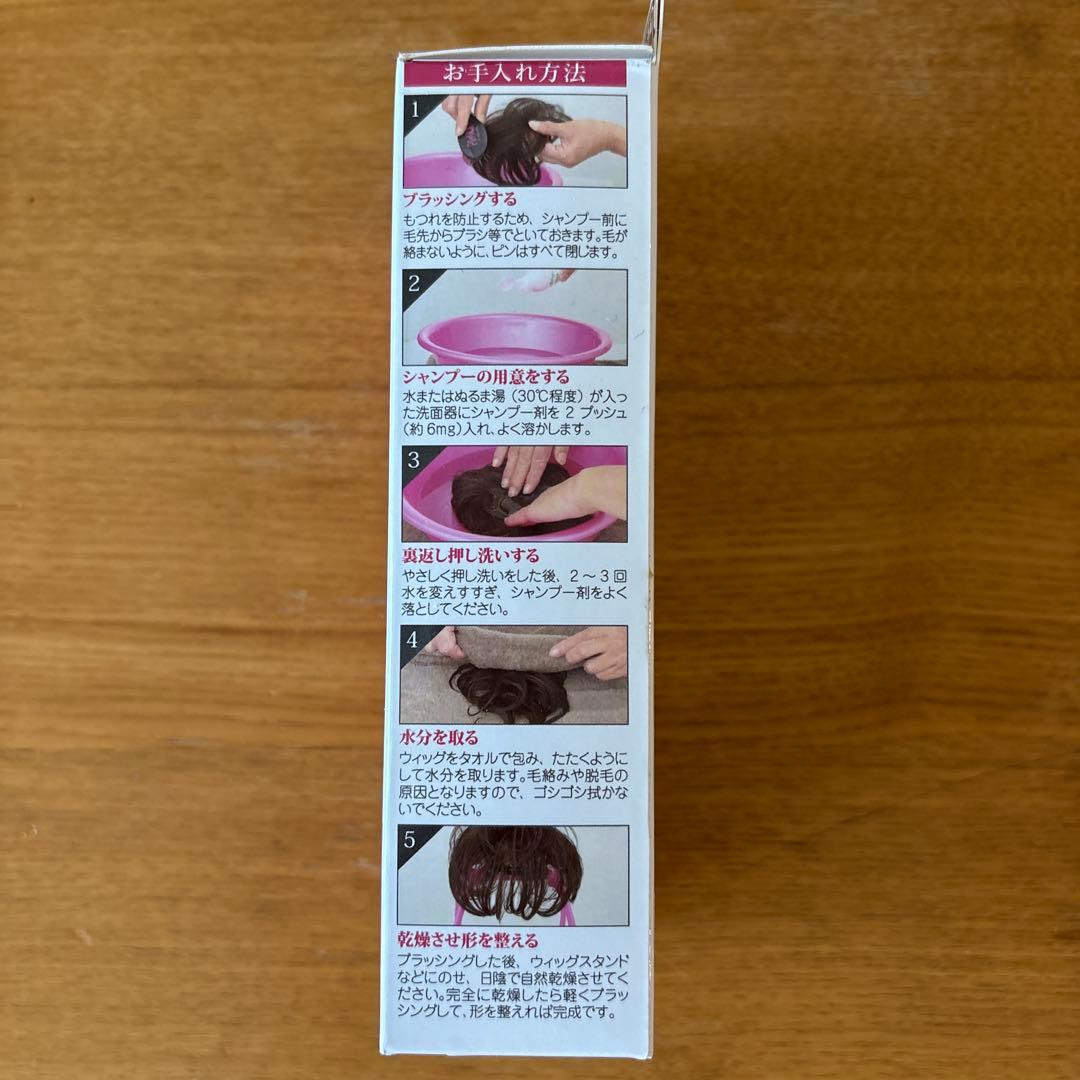 お手入れ方法
1
ブラッシングする
もつれを防止するため、シャンプー前に
毛先からブラシ等でといておきます。毛が
絡まないように、ピンはすべて閉じます。
2
シャンプーの用意をする
水またはぬるま湯（30℃程度）が入っ
た洗面器にシャンプー剤を 2 プッシュ
（約6mg）入れ、よく溶かします。
3
裏返し押し洗いする
やさしく押し洗いをした後、2～3回
水を変えすすぎ、シャンプー剤をよく
落としてください。
4
水分を取る
ウィッグをタオルで包み、たたくように
して水分を取ります。毛絡みや脱毛の
原因となりますので、ゴシゴシ拭かな
いでください。
5
乾燥させ形を整える
ブラッシングした後、ウィッグスタンド
などにのせ、日陰で自然乾燥させてく
ださい。完全に乾燥したら軽くブラッ
シングして、形を整えれば完成です。